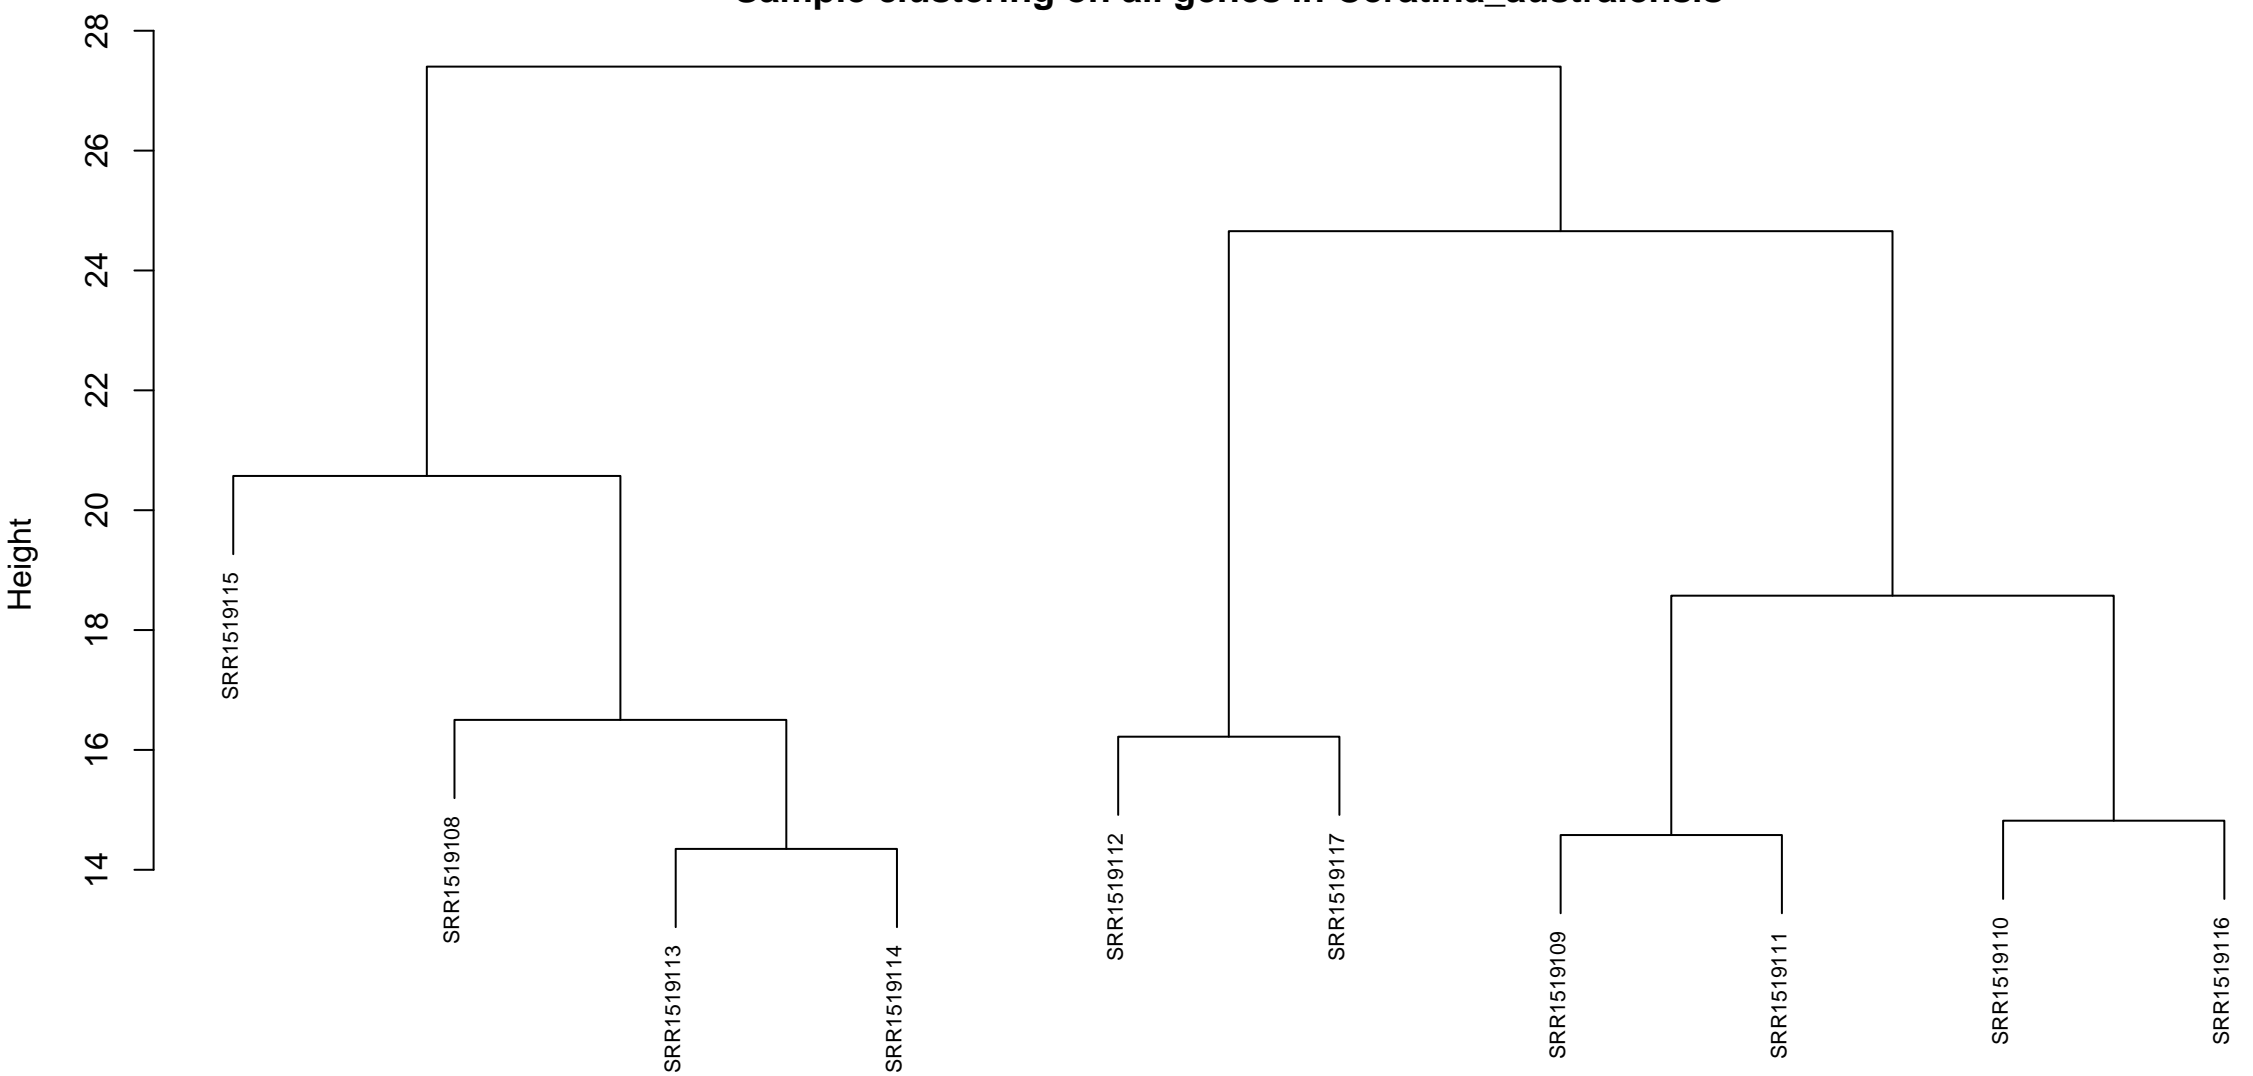 Sample clustering on all genes in Ceratina_australensis
Height
28
26
24
22
20
18
16
14
SRR1519115
SRR1519108
SRR1519113
SRR1519114
SRR1519112
SRR1519117
SRR1519109
SRR1519111
SRR1519110
SRR1519116